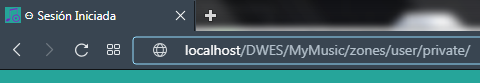 Ѳ Sesión Iniciada
localhost/DWES/MyMusic/zones/user/private/